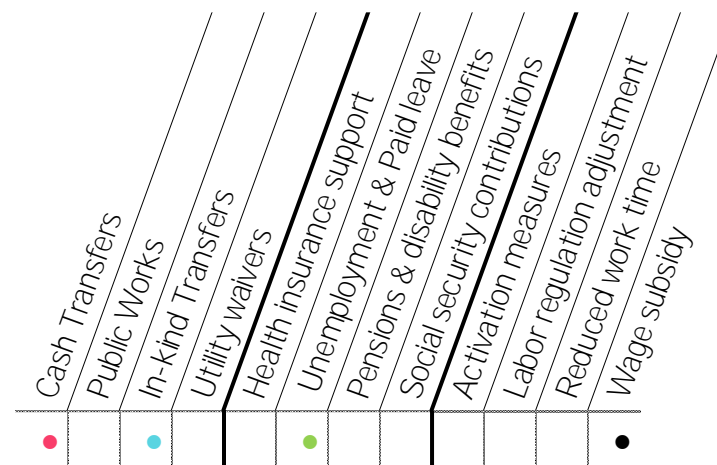 Cash Transfers
Public Works
In-kind Transfers
Utility waivers
Health insurance support
Unemployment & Paid leave
Pensions & disability benefits
Social security contributions
Activation measures
Labor regulation adjustment
Reduced work time
Wage subsidy